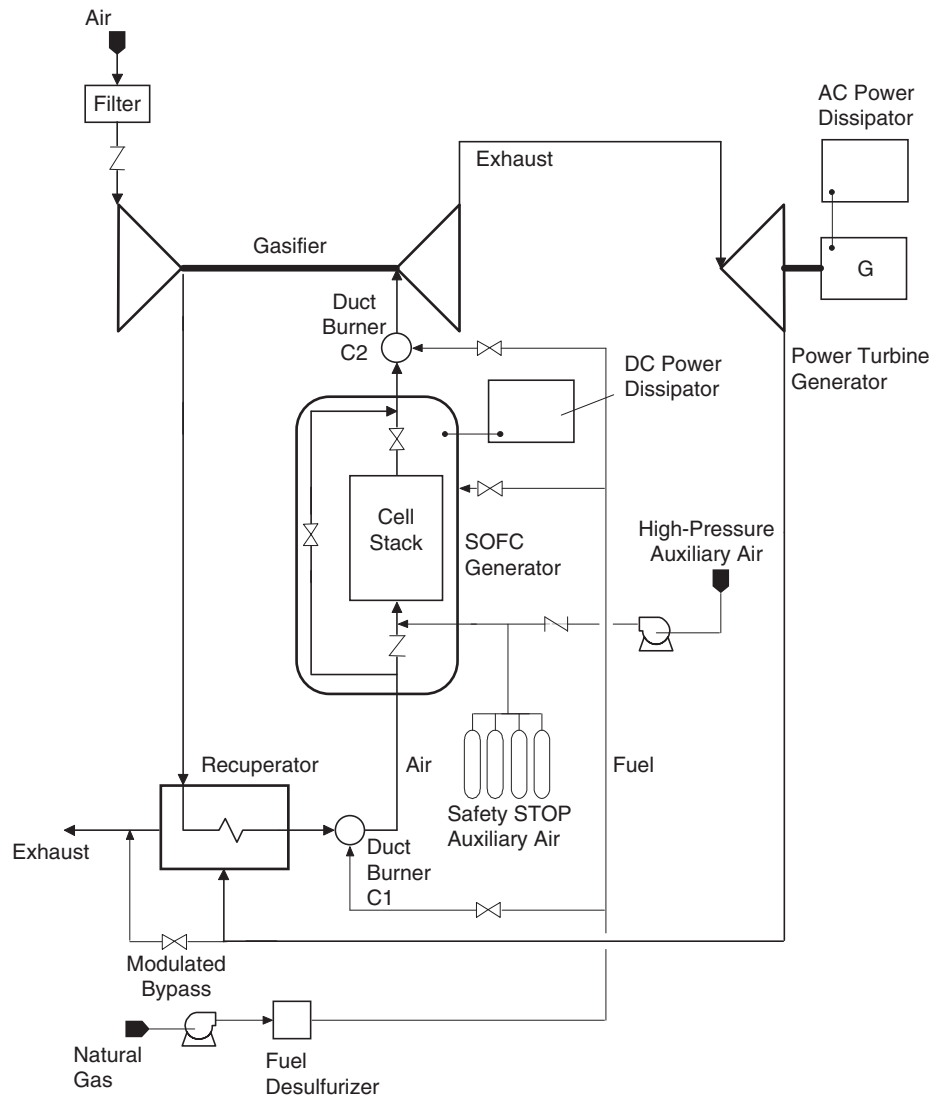 Air
Filter
AC Power
Dissipator
Exhaust
Gasifier
G
Duct
Burner
C2
Power Turbine
Generator
DC Power
Dissipator
Cell
Stack
SOFC
Generator
High-Pressure
Auxiliary Air
Recuperator
Air
Fuel
Safety STOP
Auxiliary Air
Exhaust
Duct
Burner
C1
Modulated
Bypass
Natural
Gas
Fuel
Desulfurizer